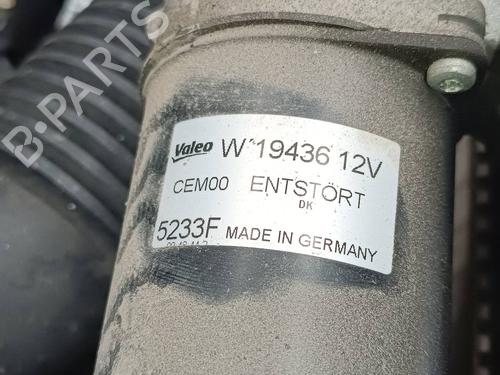 B-PARTS
Valeo W 19436 12V
CEM00 ENTSTÖRT
DK
5233F MADE IN GERMANY